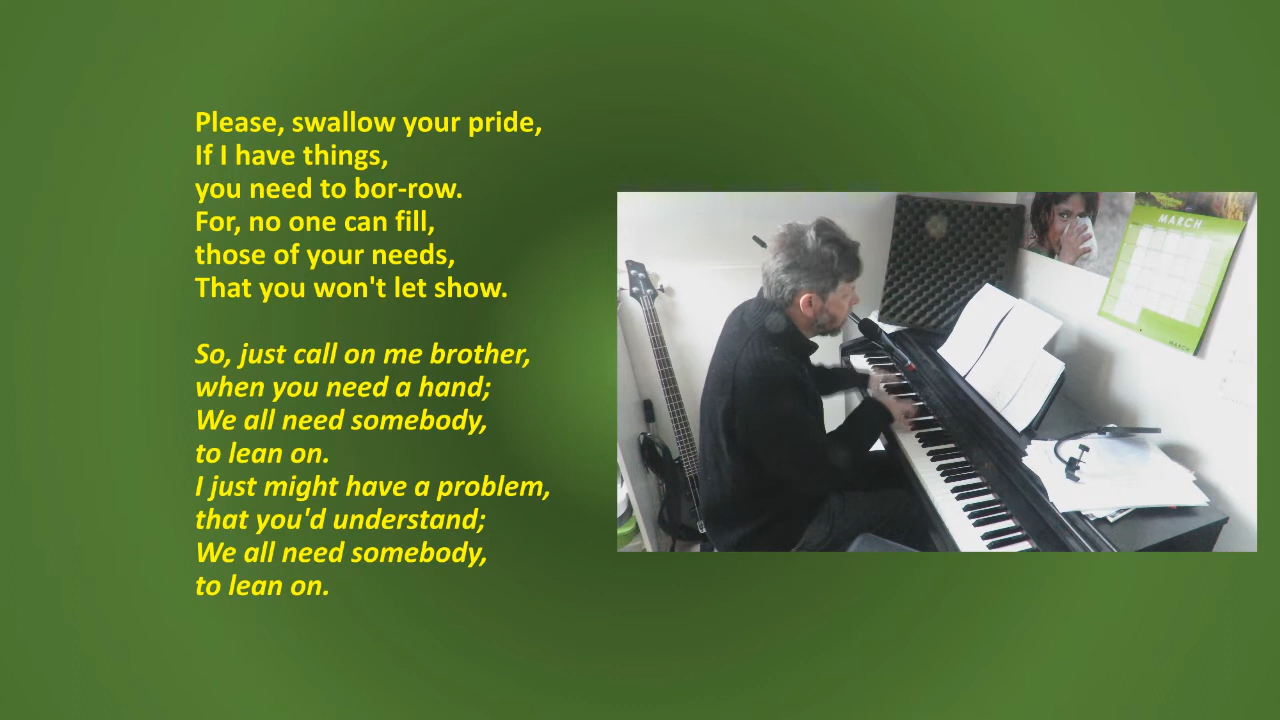 Please, swallow your pride,
If I have things,
you need to bor-row.
For, no one can fill,
those of your needs,
That you won't let show.
So, just call on me brother,
when you need a hand;
We all need somebody,
to lean on.
I just might have a problem,
that you'd understand;
We all need somebody,
to lean on.
MARCH